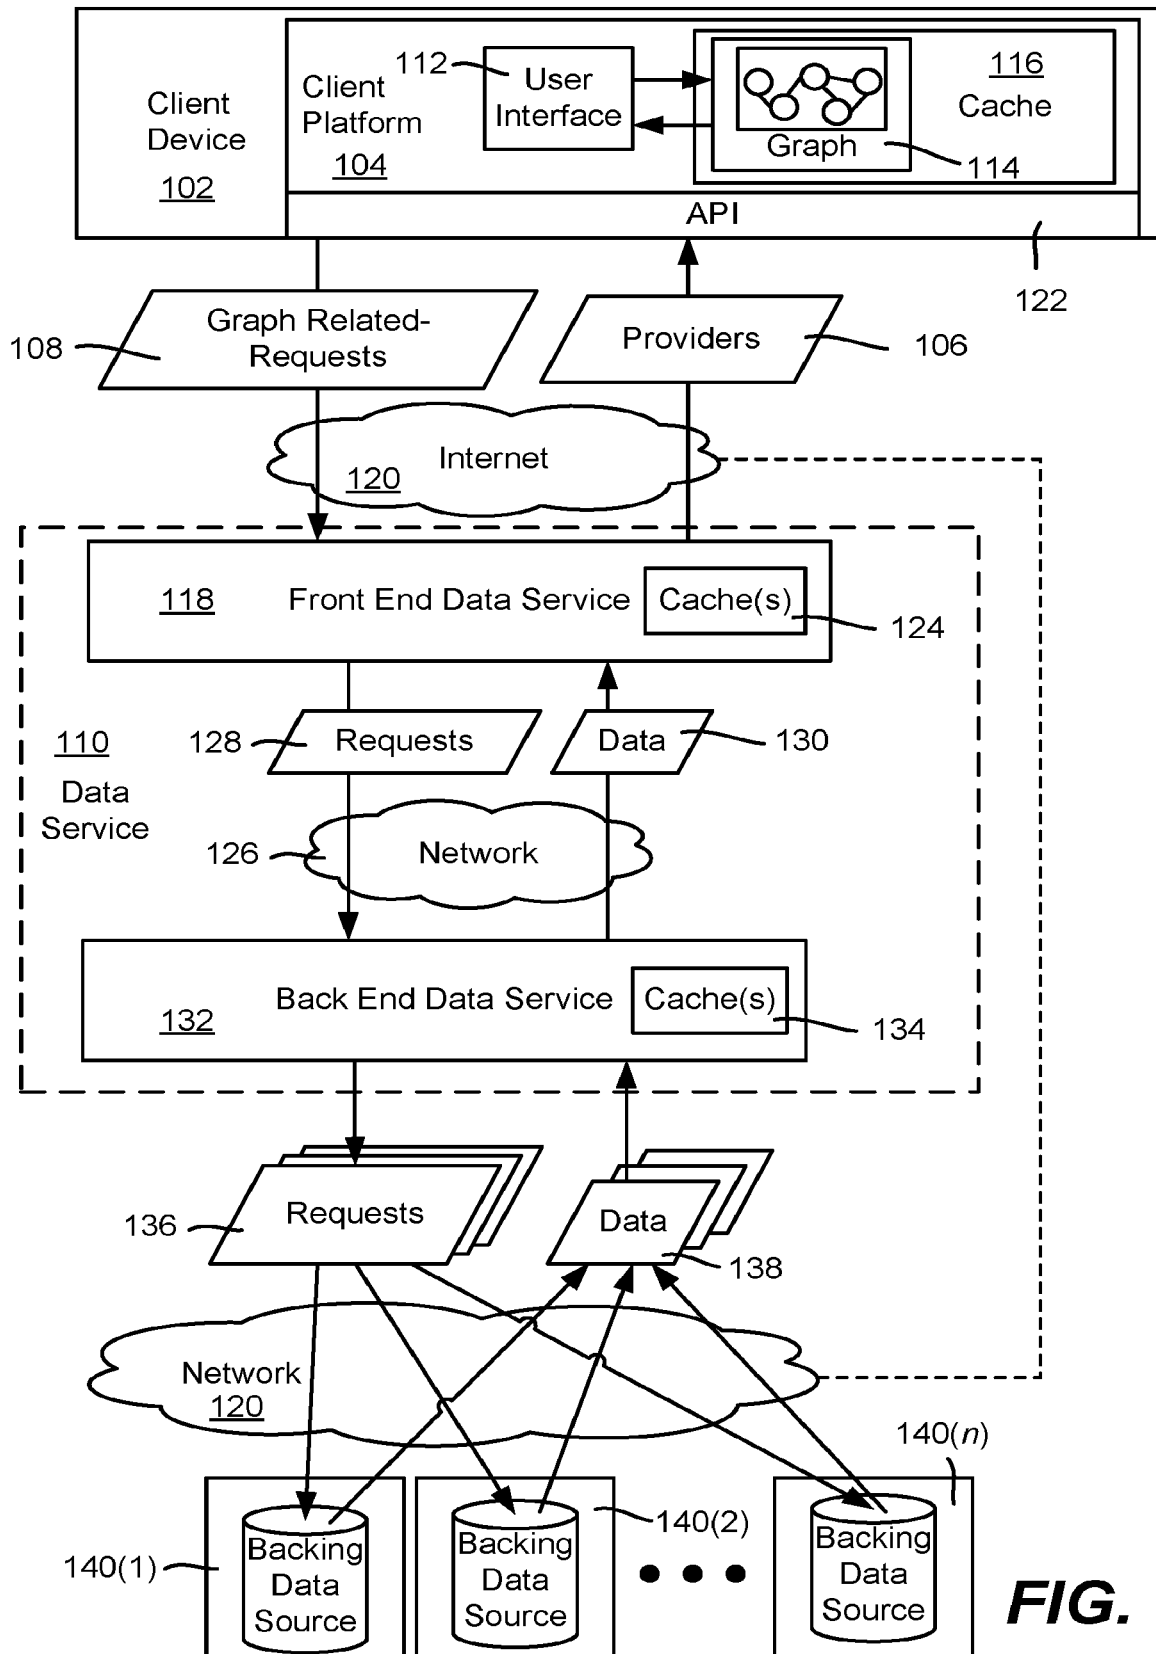 Client
Device
102
Client
Platform
104
112
User
Interface
116
Cache
Graph
114
API
122
Graph Related-
Requests
108
Providers
106
Internet
120
118
Front End Data Service
Cache(s)
124
110
Data
Service
128
Requests
Data
130
126
Network
132
Back End Data Service
Cache(s)
134
136
Requests
Data
138
Network
120
140(n)
140(1)
Backing
Data
Source
140(2)
Backing
Data
Source
Backing
Data
Source
FIG.